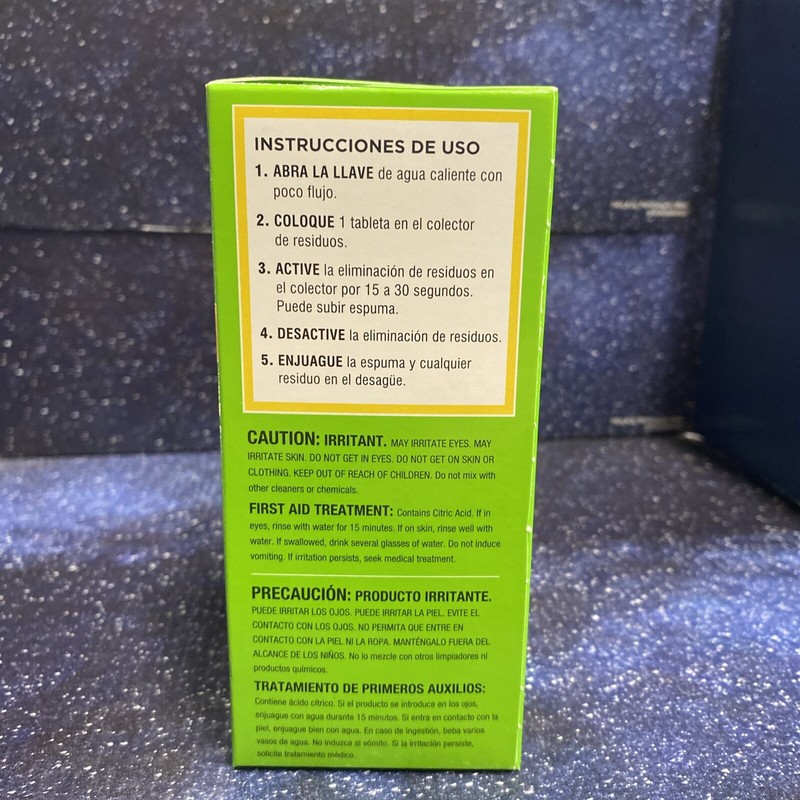 INSTRUCCIONES DE USO
1. ABRA LA LLAVE de agua caliente con
poco flujo.
2. COLOQUE 1 tableta en el colector
de residuos.
3. ACTIVE la eliminación de residuos en
el colector por 15 a 30 segundos.
Puede subir espuma.
4. DESACTIVE la eliminación de residuos.
5. ENJUAGUE la espuma y cualquier
residuo en el desagüe.
CAUTION: IRRITANT. MAY IRRITATE EYES. MAY
IRRITATE SKIN. DO NOT GET IN EYES. DO NOT GET ON SKIN OR
CLOTHING. KEEP OUT OF REACH OF CHILDREN. Do not mix with
other cleaners or chemicals.
FIRST AID TREATMENT: Contains Citric Acid. If in
eyes, rinse with water for 15 minutes. If on skin, rinse well with
water. If swallowed, drink several glasses of water. Do not induce
vomiting. If irritation persists, seek medical treatment.
PRECAUCIÓN: PRODUCTO IRRITANTE.
PUEDE IRRITAR LOS OJOS. PUEDE IRRITAR LA PIEL. EVITE EL
CONTACTO CON LOS OJOS. NO PERMITA QUE ENTRE EN
CONTACTO CON LA PIEL NI LA ROPA. MANTÉNGALO FUERA DEL
ALCANCE DE LOS NIÑOS. No lo mezcle con otros limpiadores ni
productos químicos.
TRATAMIENTO DE PRIMEROS AUXILIOS:
Contiene ácido cítrico. Si el producto se introduce en los ojos,
enjuague con agua durante 15 minutos. Si entra en contacto con la
piel, enjuague bien con agua. En caso de ingestión, beba varios
vasos de agua. No induzca al vómito. Si la irritación persiste,
solicite tratamiento médico.